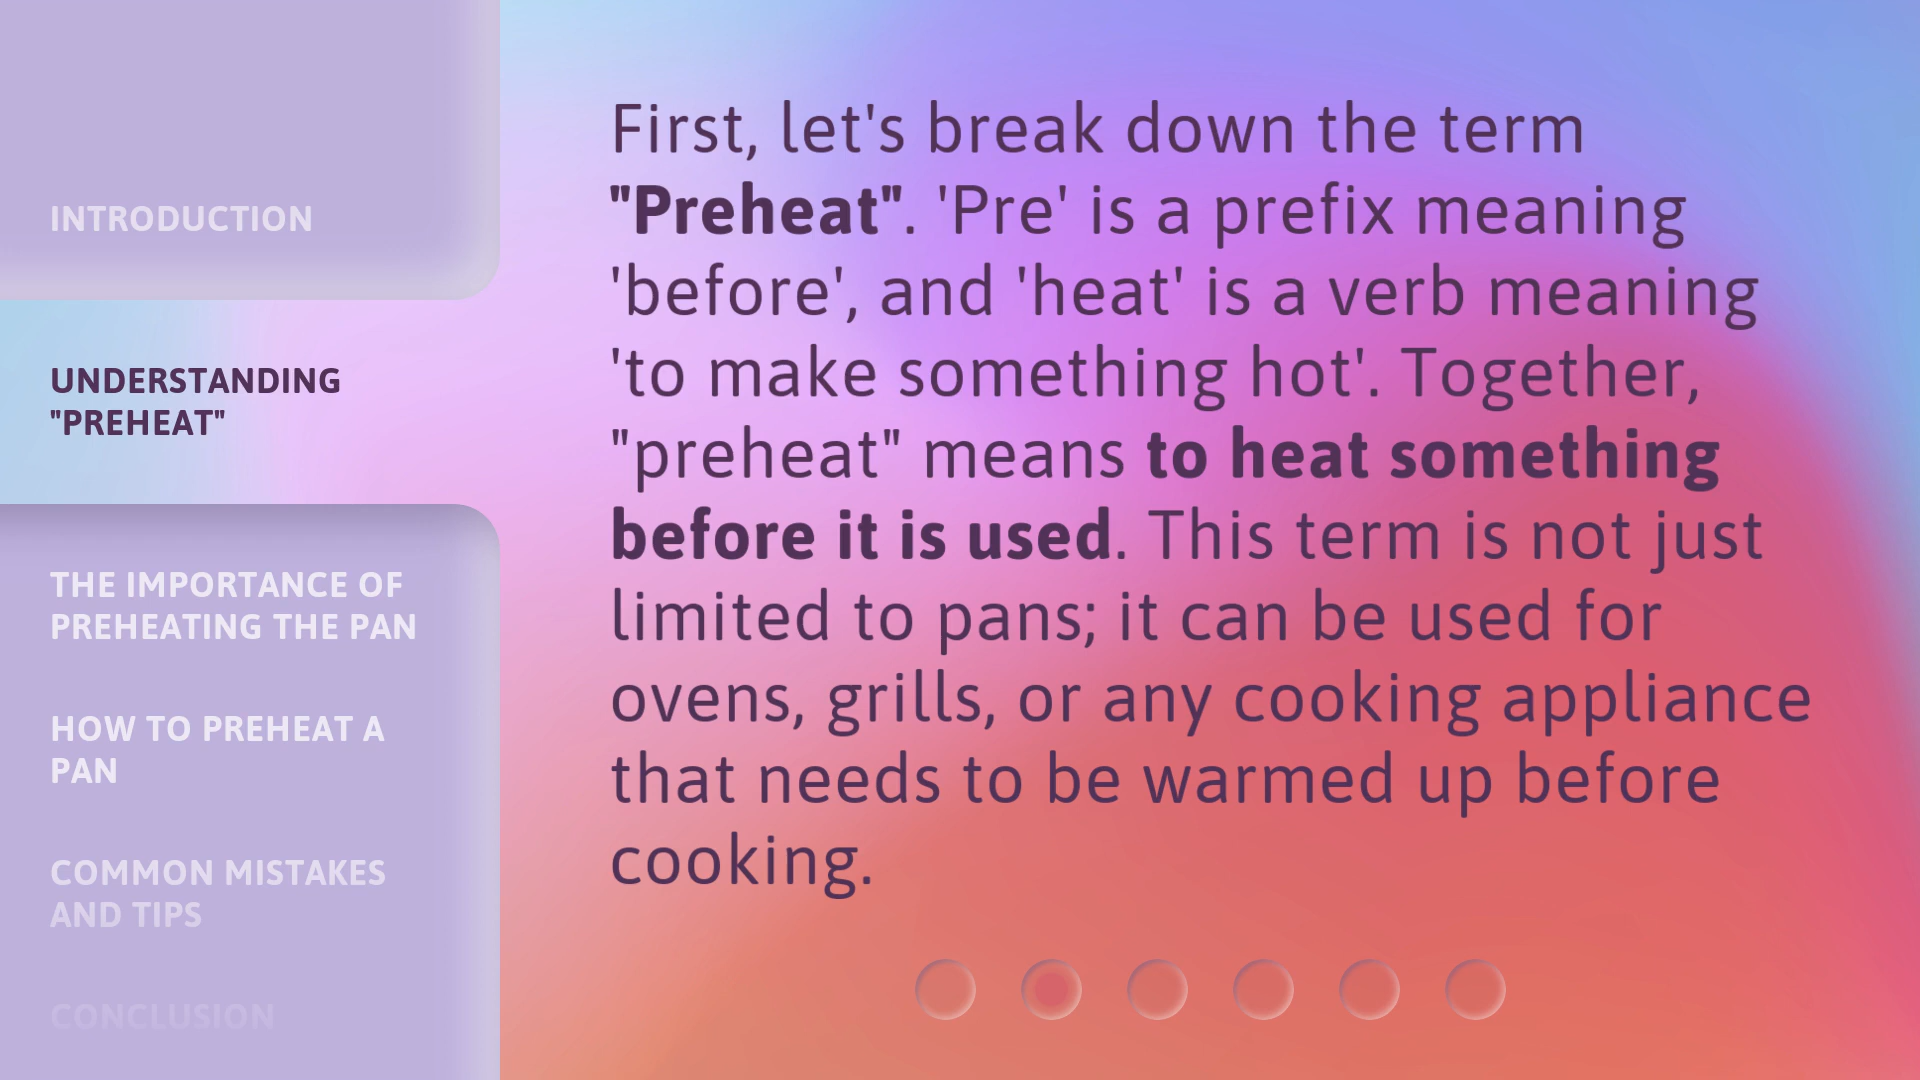 INTRODUCTION
UNDERSTANDING
"PREHEAT"
THE IMPORTANCE OF
PREHEATING THE PAN
HOW TO PREHEAT A
PAN
COMMON MISTAKES
AND TIPS
CONCLUSION
First, let's break down the term
"Preheat". 'Pre' is a prefix meaning
'before', and 'heat' is a verb meaning
'to make something hot'. Together,
"preheat" means to heat something
before it is used. This term is not just
limited to pans; it can be used for
ovens, grills, or any cooking appliance
that needs to be warmed up before
cooking.